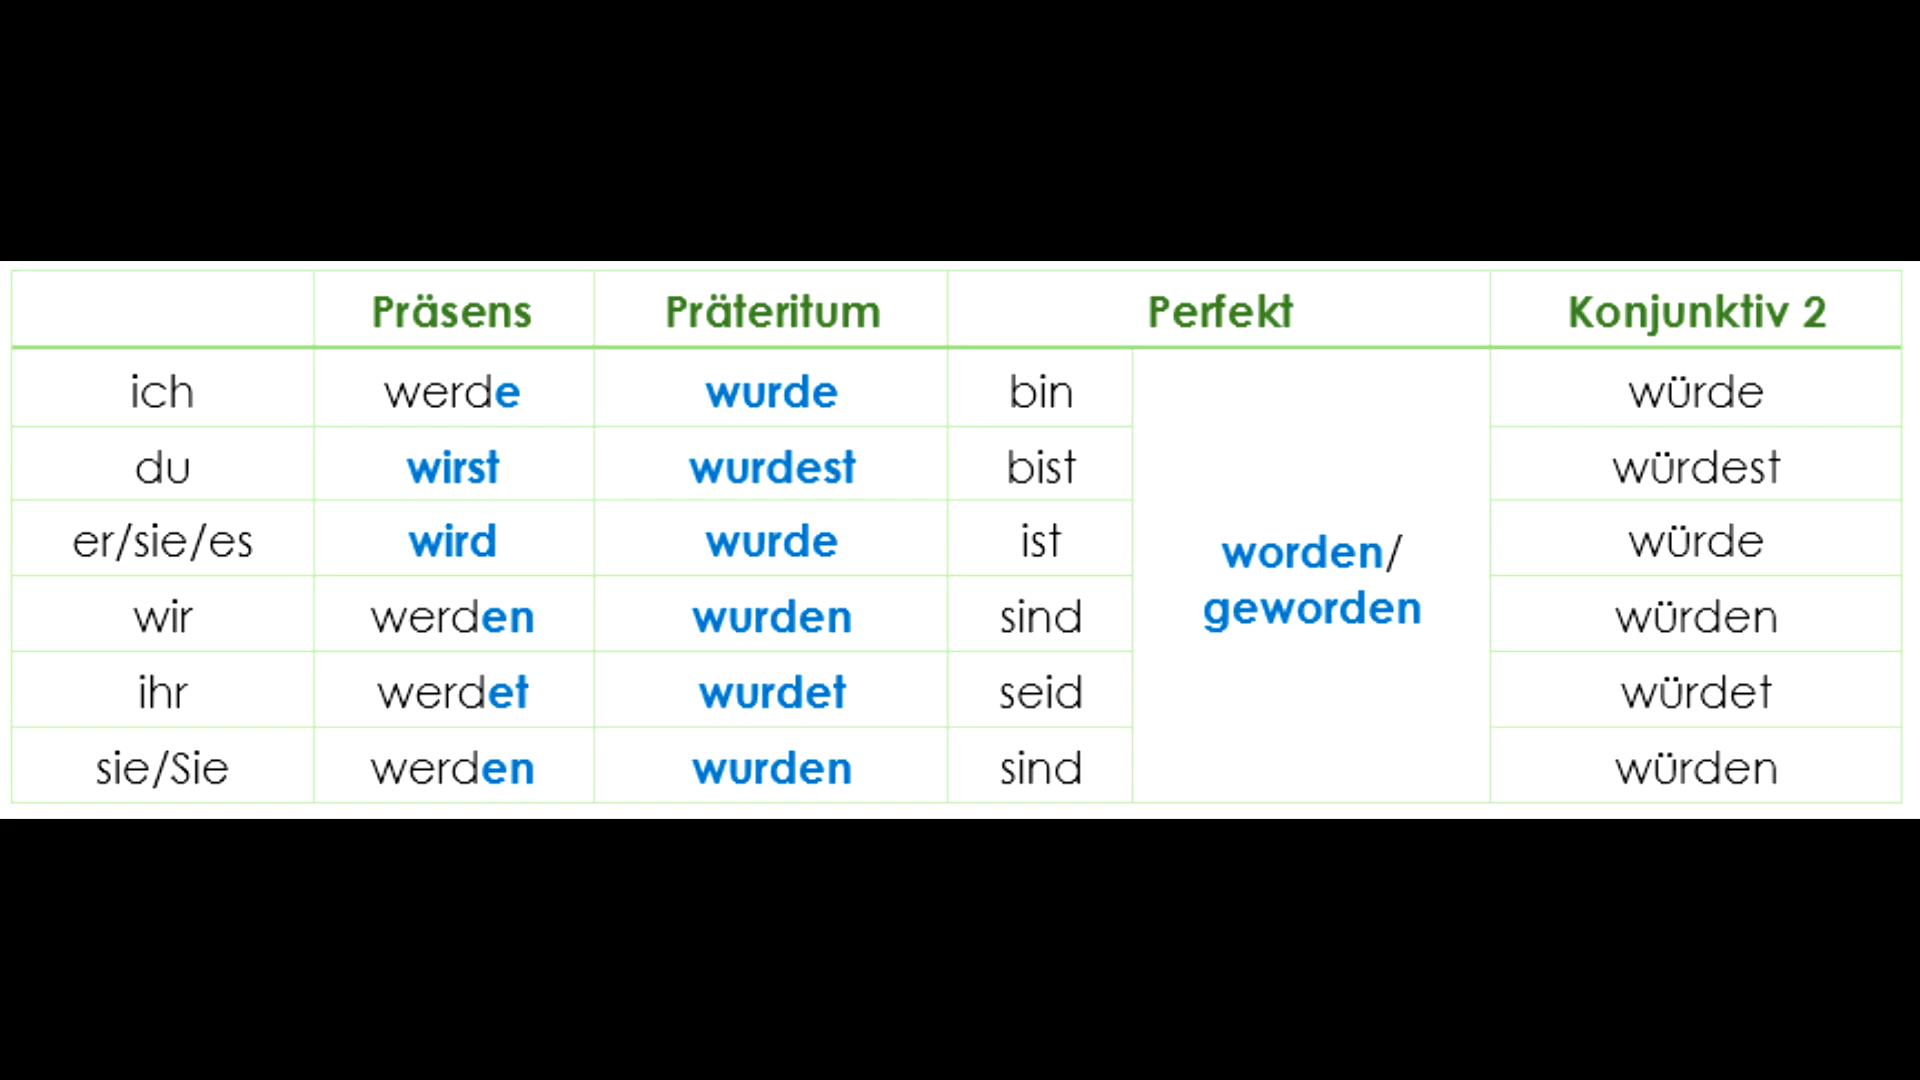 Präsens Präteritum Perfekt Konjunktiv 2
ich werde wurde bin würde
du wirst wurdest bist würdest
er/sie/es wird wurde ist würde
worden/
geworden
wir werden wurden sind würden
ihr werdet wurdet seid würdet
sie/Sie werden wurden sind würden